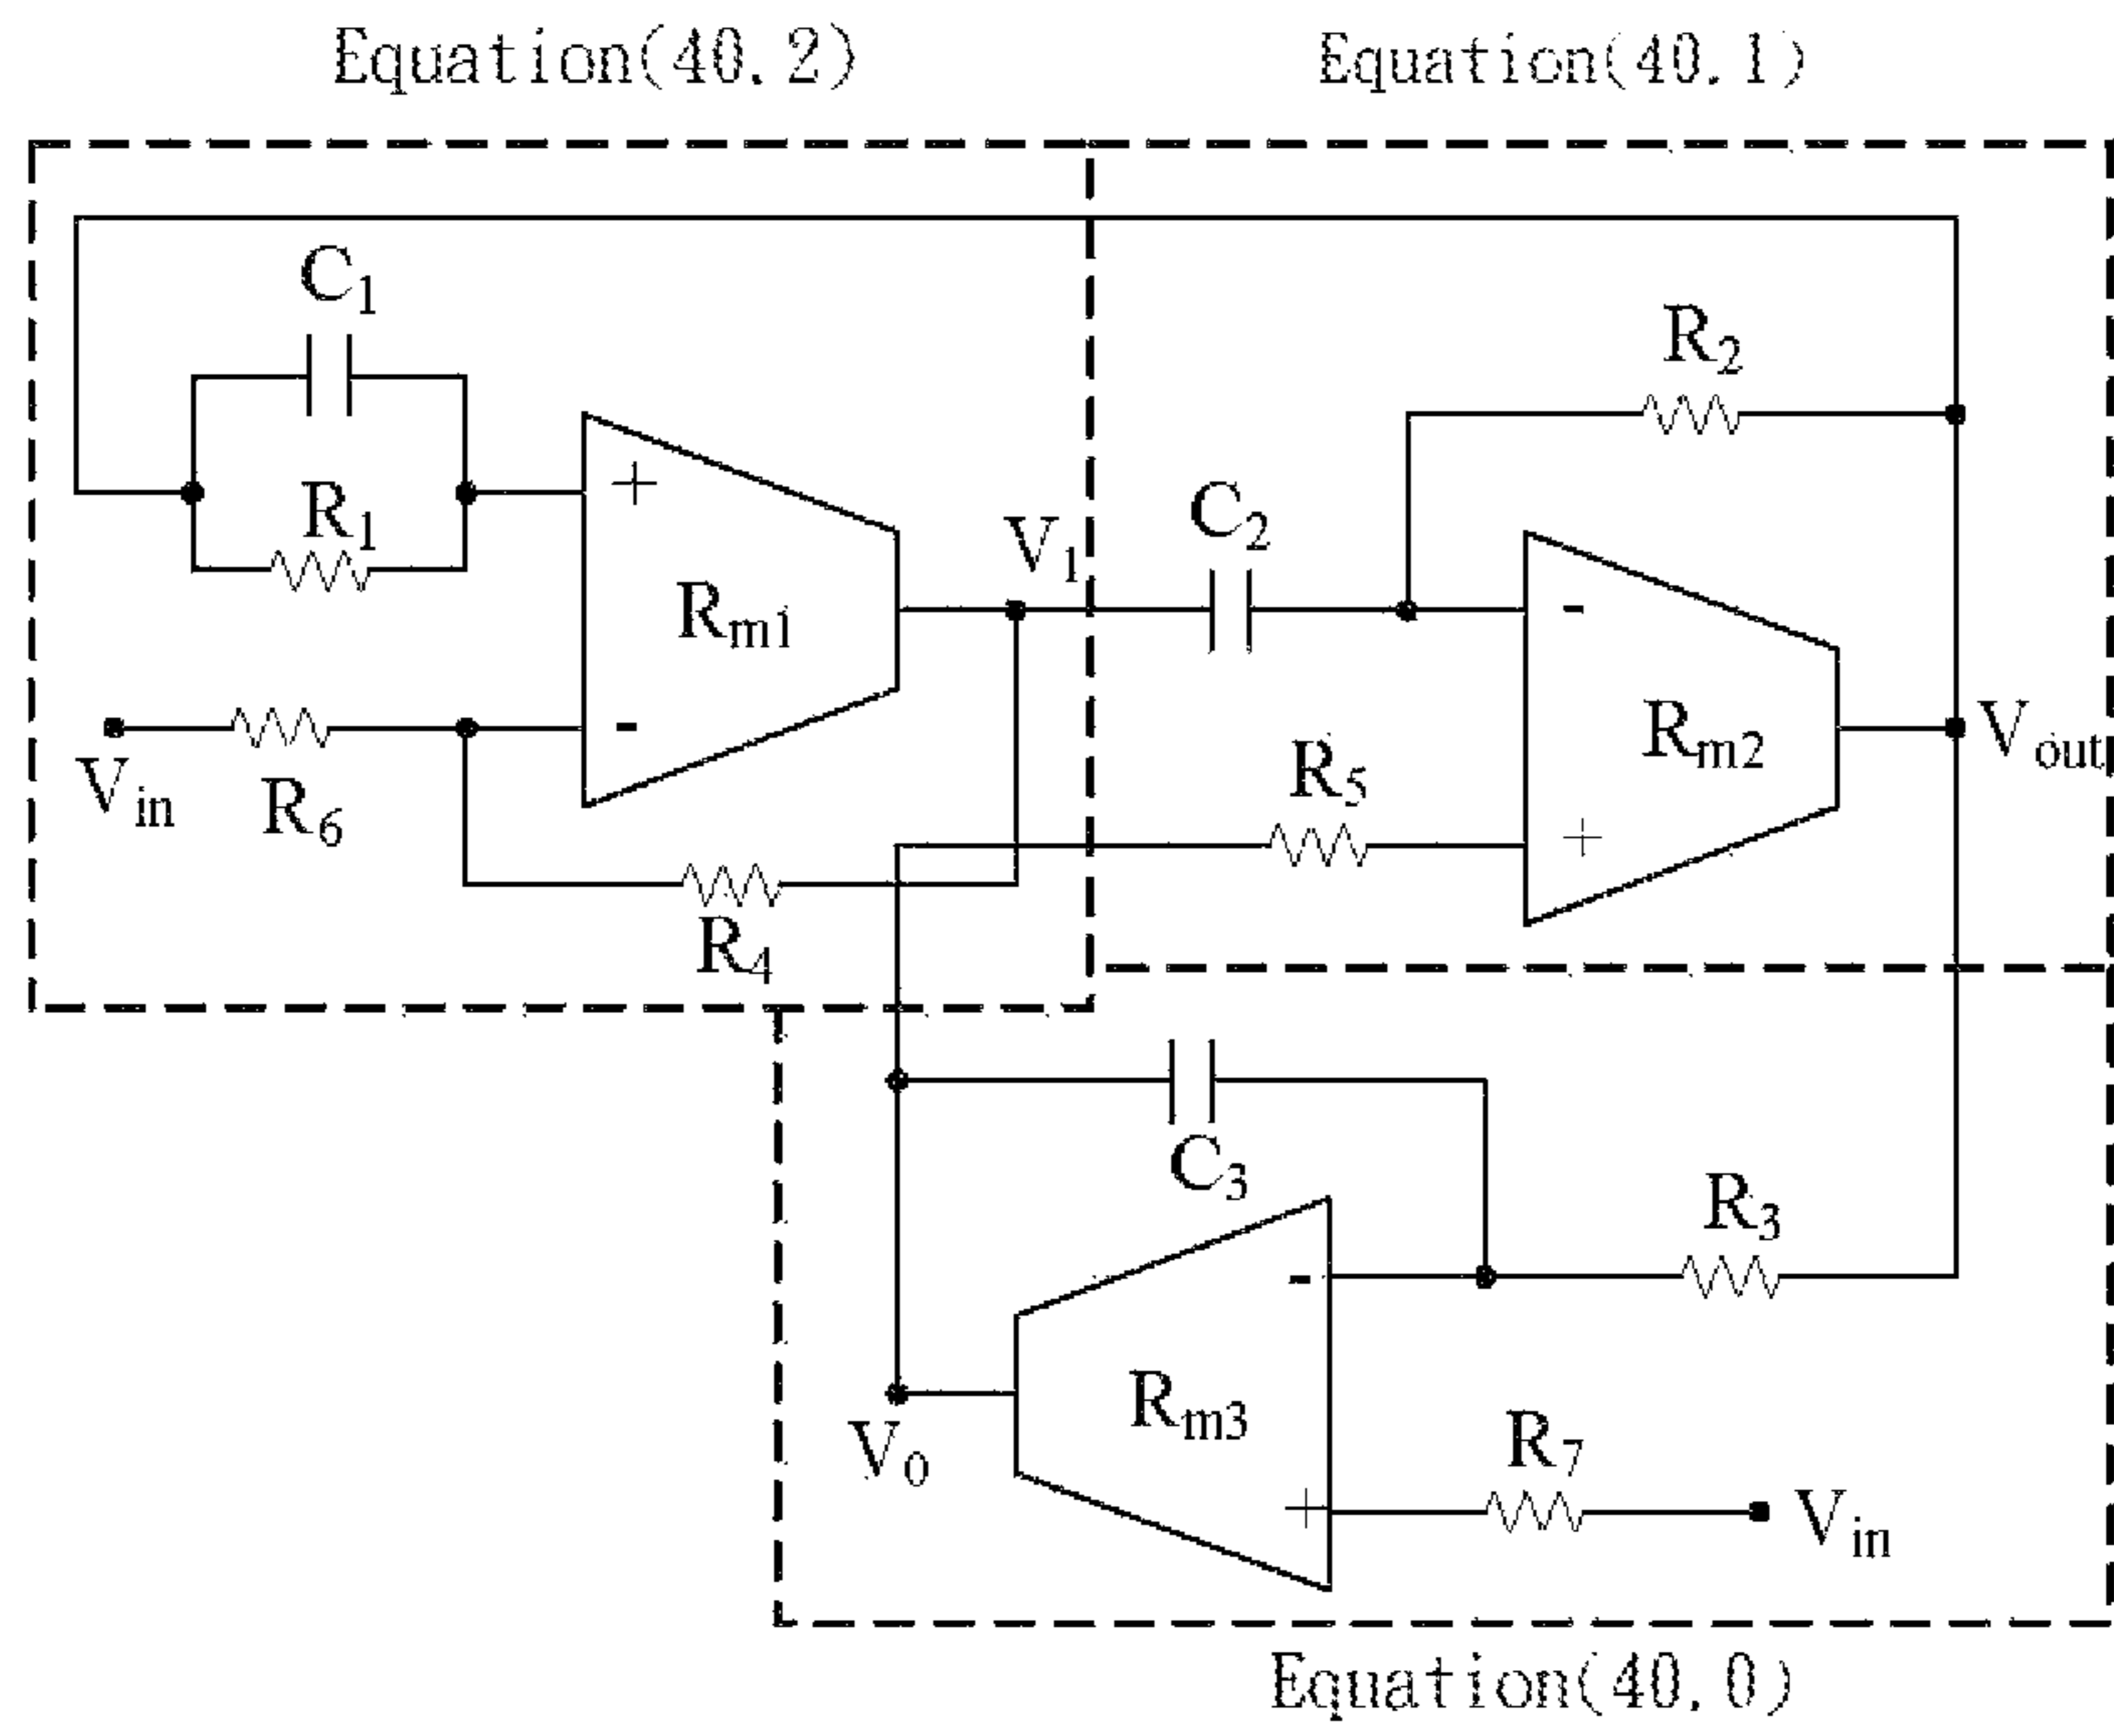 Equation(40.2)
Equation(40.1)
C1
R2
+
R1
C2
V1
Rm1
-
-
Rm2
Vout
Vin
R6
R5
+
R4
C3
R3
-
Rm3
V0
R7
+
Vin
Equation(40.0)